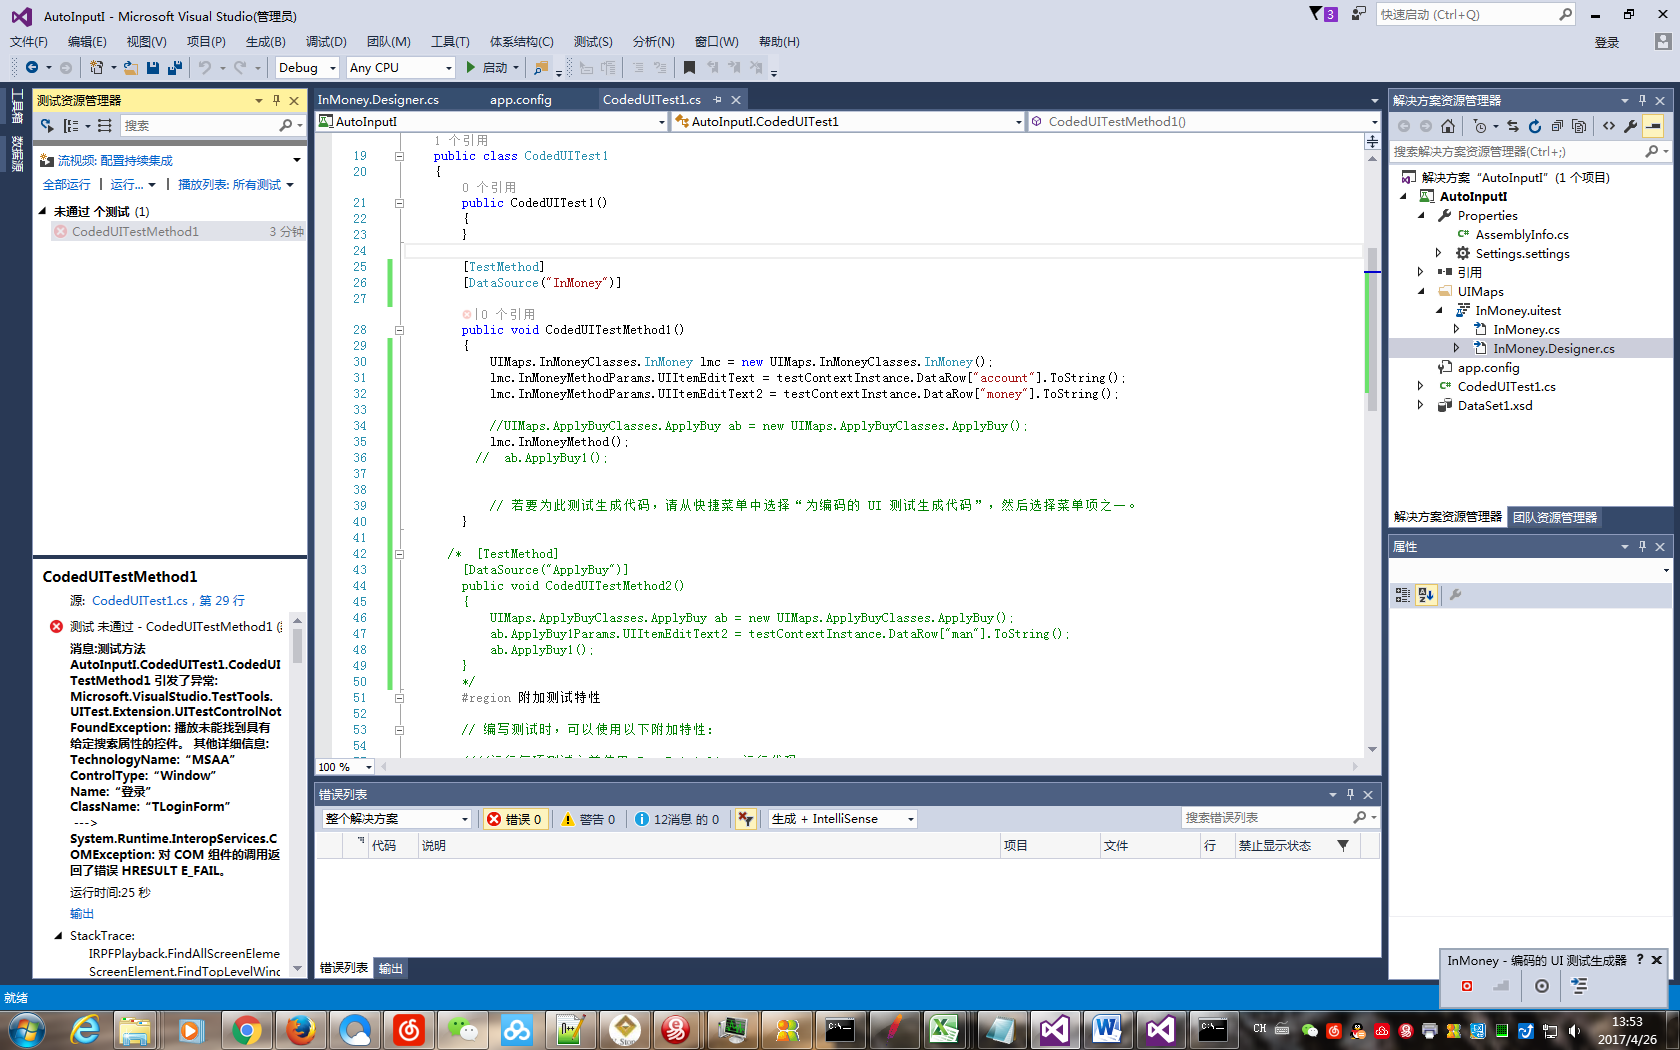 AutoInputI - Microsoft Visual Studio(管理员)
3
快速启动 (Ctrl+Q)
文件(F) 编辑(E) 视图(V) 项目(P) 生成(B) 调试(D) 团队(M) 工具(T) 体系结构(C) 测试(S) 分析(N) 窗口(W) 帮助(H)
登录
Debug Any CPU 启动
工具箱
数据源
测试资源管理器
搜索
流视频: 配置持续集成
全部运行 | 运行... | 播放列表: 所有测试
未通过 个测试 (1)
CodedUITestMethod1 3 分钟
CodedUITestMethod1
源: CodedUITest1.cs，第 29 行
测试 未通过 - CodedUITestMethod1
消息:测试方法
AutoInputI.CodedUITest1.CodedUI
TestMethod1 引发了异常:
Microsoft.VisualStudio.TestTools.
UITest.Extension.UITestControlNot
FoundException: 播放未能找到具有
给定搜索属性的控件。 其他详细信息:
TechnologyName:“MSAA”
ControlType:“Window”
Name:“登录”
ClassName:“TLoginForm”
--->
System.Runtime.InteropServices.C
OMException: 对 COM 组件的调用返
回了错误 HRESULT E_FAIL。
运行时间:25 秒
输出
StackTrace:
IRPFPlayback.FindAllScreenEleme
ScreenElement.FindTopLevelWinc
InMoney.Designer.cs app.config CodedUITest1.cs
AutoInputI AutoInputI.CodedUITest1 CodedUITestMethod1()
1 个引用
19 public class CodedUITest1
20 {
0 个引用
21 public CodedUITest1()
22 {
23 }
24
25 [TestMethod]
26 [DataSource("InMoney")]
27
|0 个引用
28 public void CodedUITestMethod1()
29 {
30 UIMaps.InMoneyClasses.InMoney lmc = new UIMaps.InMoneyClasses.InMoney();
31 lmc.InMoneyMethodParams.UIItemEditText = testContextInstance.DataRow["account"].ToString();
32 lmc.InMoneyMethodParams.UIItemEditText2 = testContextInstance.DataRow["money"].ToString();
33
34 //UIMaps.ApplyBuyClasses.ApplyBuy ab = new UIMaps.ApplyBuyClasses.ApplyBuy();
35 lmc.InMoneyMethod();
36 // ab.ApplyBuy1();
37
38
39 // 若要为此测试生成代码，请从快捷菜单中选择“为编码的 UI 测试生成代码”，然后选择菜单项之一。
40 }
41
42 /* [TestMethod]
43 [DataSource("ApplyBuy")]
44 public void CodedUITestMethod2()
45 {
46 UIMaps.ApplyBuyClasses.ApplyBuy ab = new UIMaps.ApplyBuyClasses.ApplyBuy();
47 ab.ApplyBuy1Params.UIItemEditText2 = testContextInstance.DataRow["man"].ToString();
48 ab.ApplyBuy1();
49 }
50 */
51 #region 附加测试特性
52
53 // 编写测试时，可以使用以下附加特性:
54
100 %
错误列表
整个解决方案 错误 0 警告 0 12消息 的 0 生成 + IntelliSense 搜索错误列表
代码 说明 项目 文件 行 禁止显示状态
错误列表 输出
解决方案资源管理器
搜索解决方案资源管理器(Ctrl+;)
解决方案“AutoInputI”(1 个项目)
AutoInputI
Properties
AssemblyInfo.cs
Settings.settings
引用
UIMaps
InMoney.uitest
InMoney.cs
InMoney.Designer.cs
app.config
CodedUITest1.cs
DataSet1.xsd
解决方案资源管理器 团队资源管理器
属性
InMoney - 编码的 UI 测试生成器 ?
就绪
CH
13:53
2017/4/26